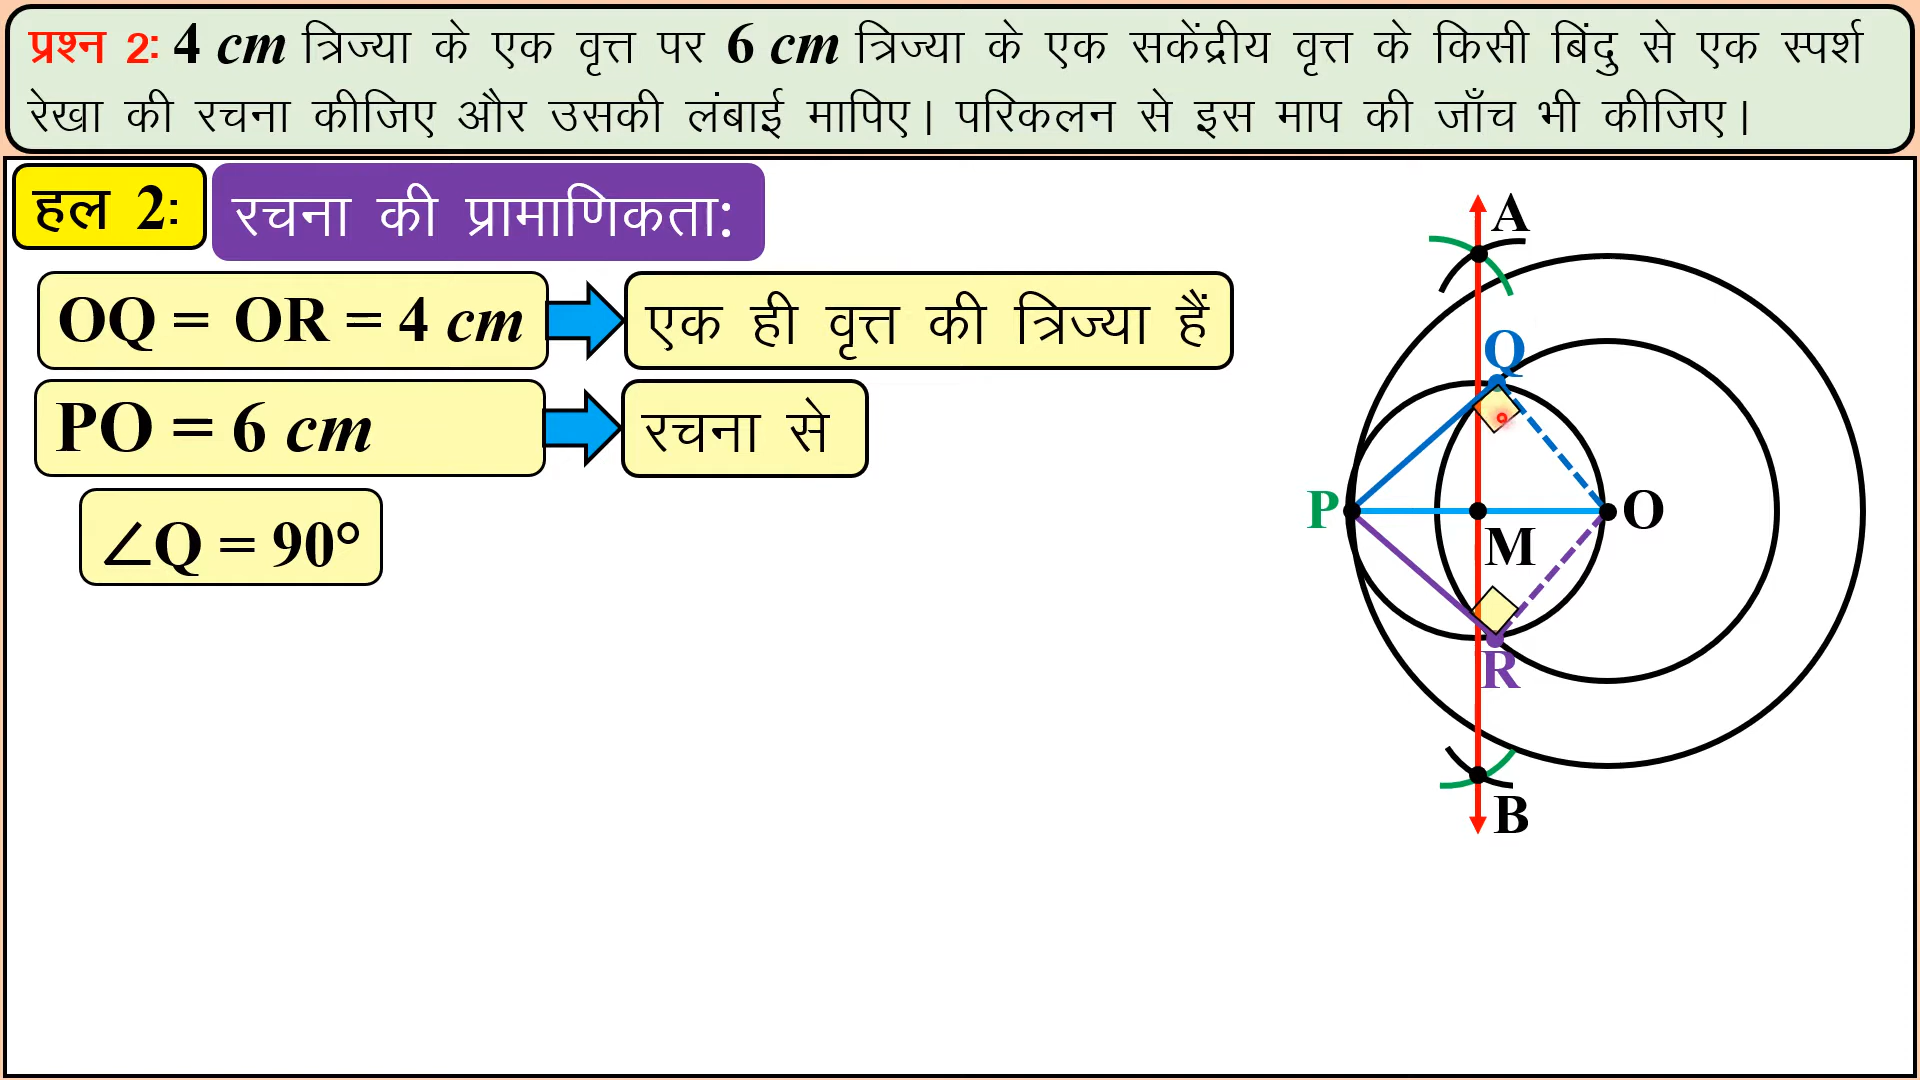 प्रश्न 2: 4 cm त्रिज्या के एक वृत्त पर 6 cm त्रिज्या के एक सकेंद्रीय वृत्त के किसी बिंदु से एक स्पर्श
रेखा की रचना कीजिए और उसकी लंबाई मापिए। परिकलन से इस माप की जाँच भी कीजिए।
हल 2:
रचना की प्रामाणिकता:
OQ = OR = 4 cm
एक ही वृत्त की त्रिज्या हैं
PO = 6 cm
रचना से
∠Q = 90°
A
Q
P
O
M
R
B